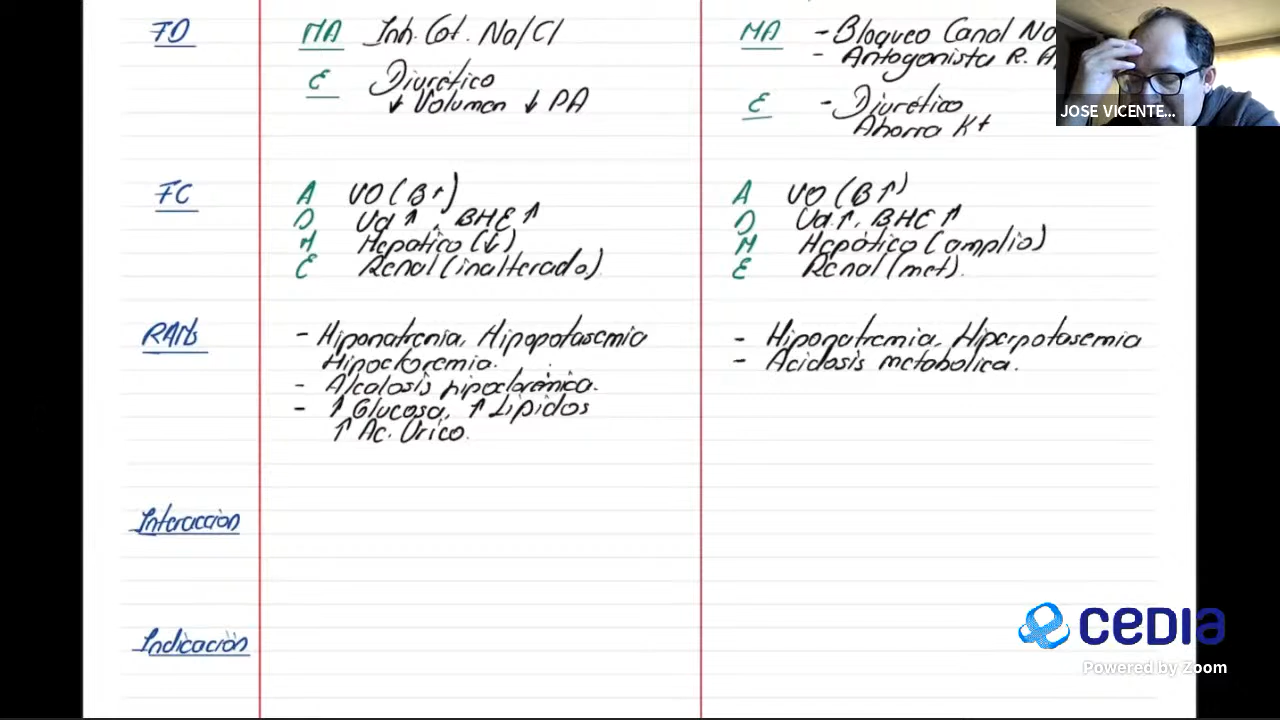 FD
MA Inh. Cot. Na/Cl
E Diurético
↓ Volumen ↓ PA
MA - Bloqueo Canal Na
- Antagonista R. A
E - Diurético
Ahorra K+
JOSE VICENTE...
FC
A VO (B↑)
D Vd ↑, BHE ↑
M Hepático (↓)
E Renal (inalterado)
A VO (B↑)
D Vd ↑, BHE ↑
M Hepático (amplio)
E Renal (met).
RAMs
- Hiponatremia, Hipopotasemia
Hipocloremia.
- Alcalosis hipoclorémica.
- ↑ Glucosa, ↑ Lípidos
↑ Ac. Úrico.
- Hiponatremia, Hiperpotasemia
- Acidosis metabólica.
Interacción
Indicación
CEDIA
Powered by Zoom